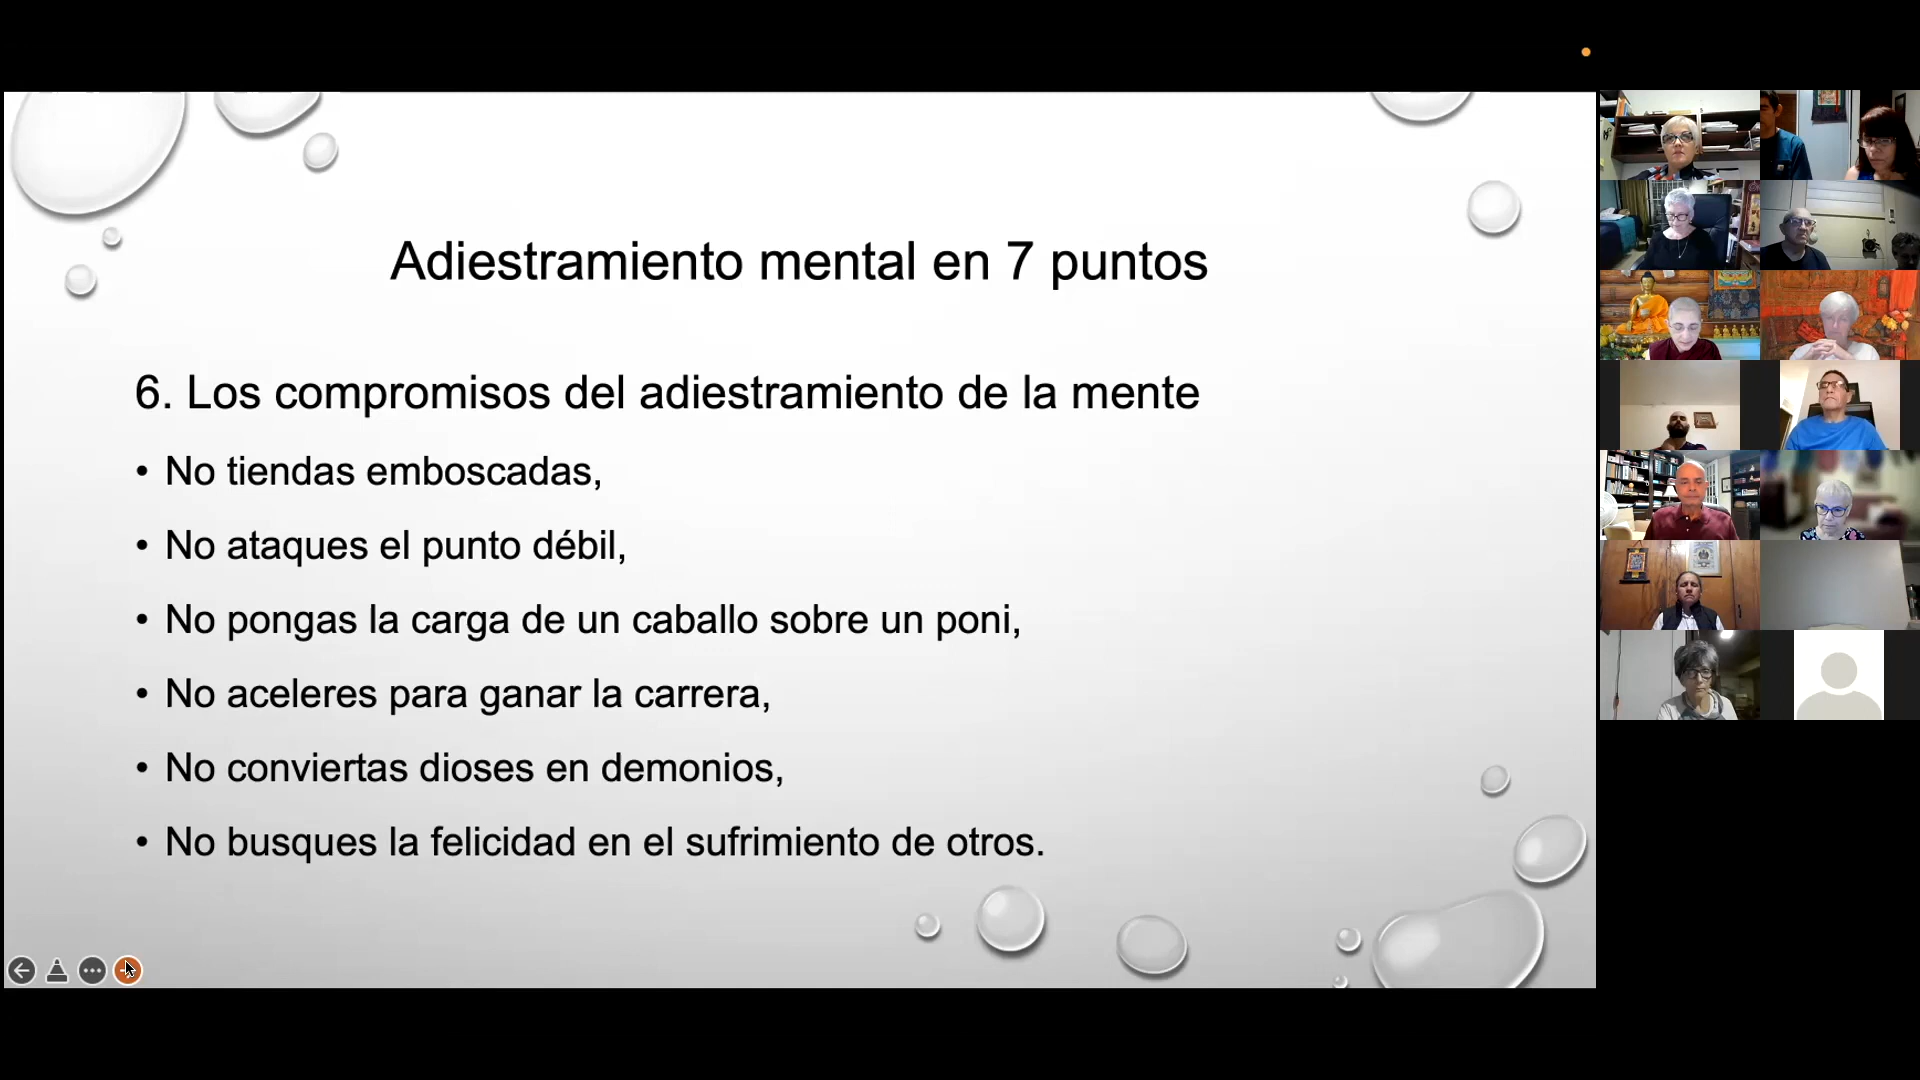 Adiestramiento mental en 7 puntos
6. Los compromisos del adiestramiento de la mente
• No tiendas emboscadas,
• No ataques el punto débil,
• No pongas la carga de un caballo sobre un poni,
• No aceleres para ganar la carrera,
• No conviertas dioses en demonios,
• No busques la felicidad en el sufrimiento de otros.